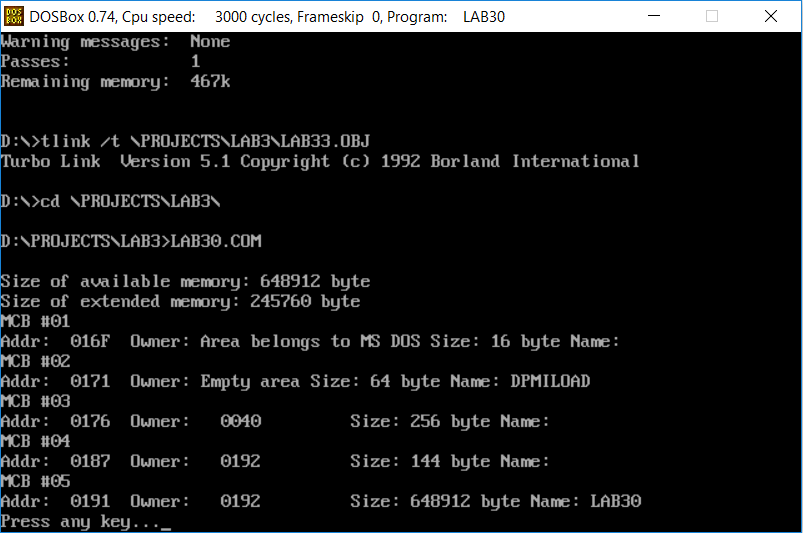 DOS BOX DOSBox 0.74, Cpu speed: 3000 cycles, Frameskip 0, Program: LAB30
Warning messages: None
Passes: 1
Remaining memory: 467k
D:\>tlink /t \PROJECTS\LAB3\LAB33.OBJ
Turbo Link Version 5.1 Copyright (c) 1992 Borland International
D:\>cd \PROJECTS\LAB3\
D:\PROJECTS\LAB3>LAB30.COM
Size of available memory: 648912 byte
Size of extended memory: 245760 byte
MCB #01
Addr: 016F Owner: Area belongs to MS DOS Size: 16 byte Name:
MCB #02
Addr: 0171 Owner: Empty area Size: 64 byte Name: DPMILOAD
MCB #03
Addr: 0176 Owner: 0040 Size: 256 byte Name:
MCB #04
Addr: 0187 Owner: 0192 Size: 144 byte Name:
MCB #05
Addr: 0191 Owner: 0192 Size: 648912 byte Name: LAB30
Press any key..._